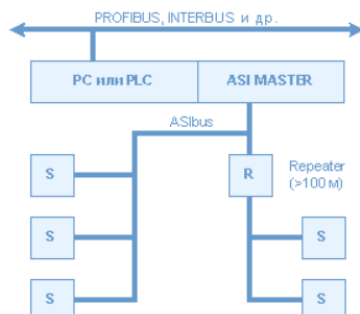 PROFIBUS, INTERBUS и др.
PC или PLC
ASI MASTER
ASIbus
S
R
Repeater
(>100 м)
S
S
S
S